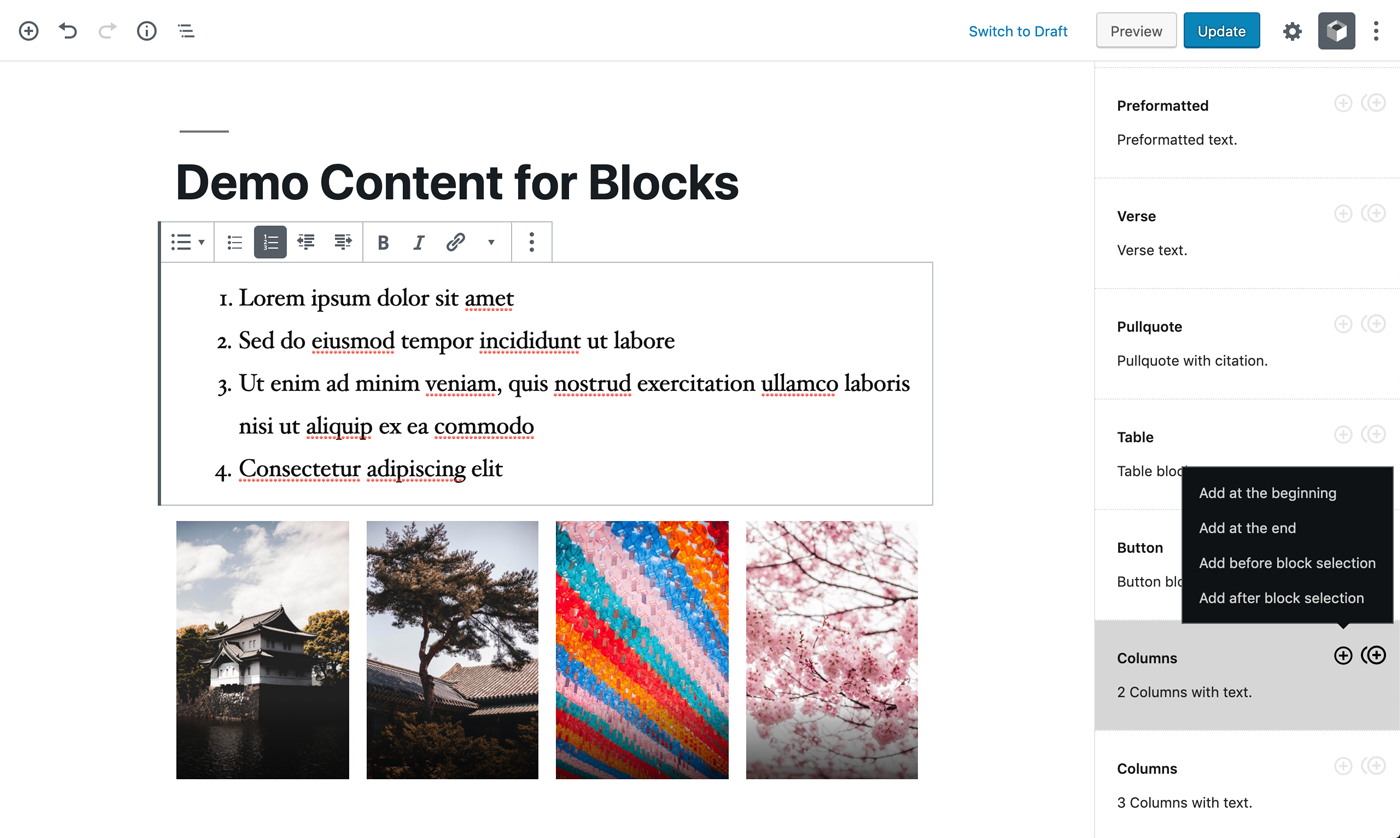 Switch to Draft
Preview
Update
Demo Content for Blocks
B I
1. Lorem ipsum dolor sit amet
2. Sed do eiusmod tempor incididunt ut labore
3. Ut enim ad minim veniam, quis nostrud exercitation ullamco laboris
nisi ut aliquip ex ea commodo
4. Consectetur adipiscing elit
Preformatted
Preformatted text.
Verse
Verse text.
Pullquote
Pullquote with citation.
Table
Table
Add at the beginning
Add at the end
Add before block selection
Add after block selection
Button
Button
Columns
2 Columns with text.
Columns
3 Columns with text.